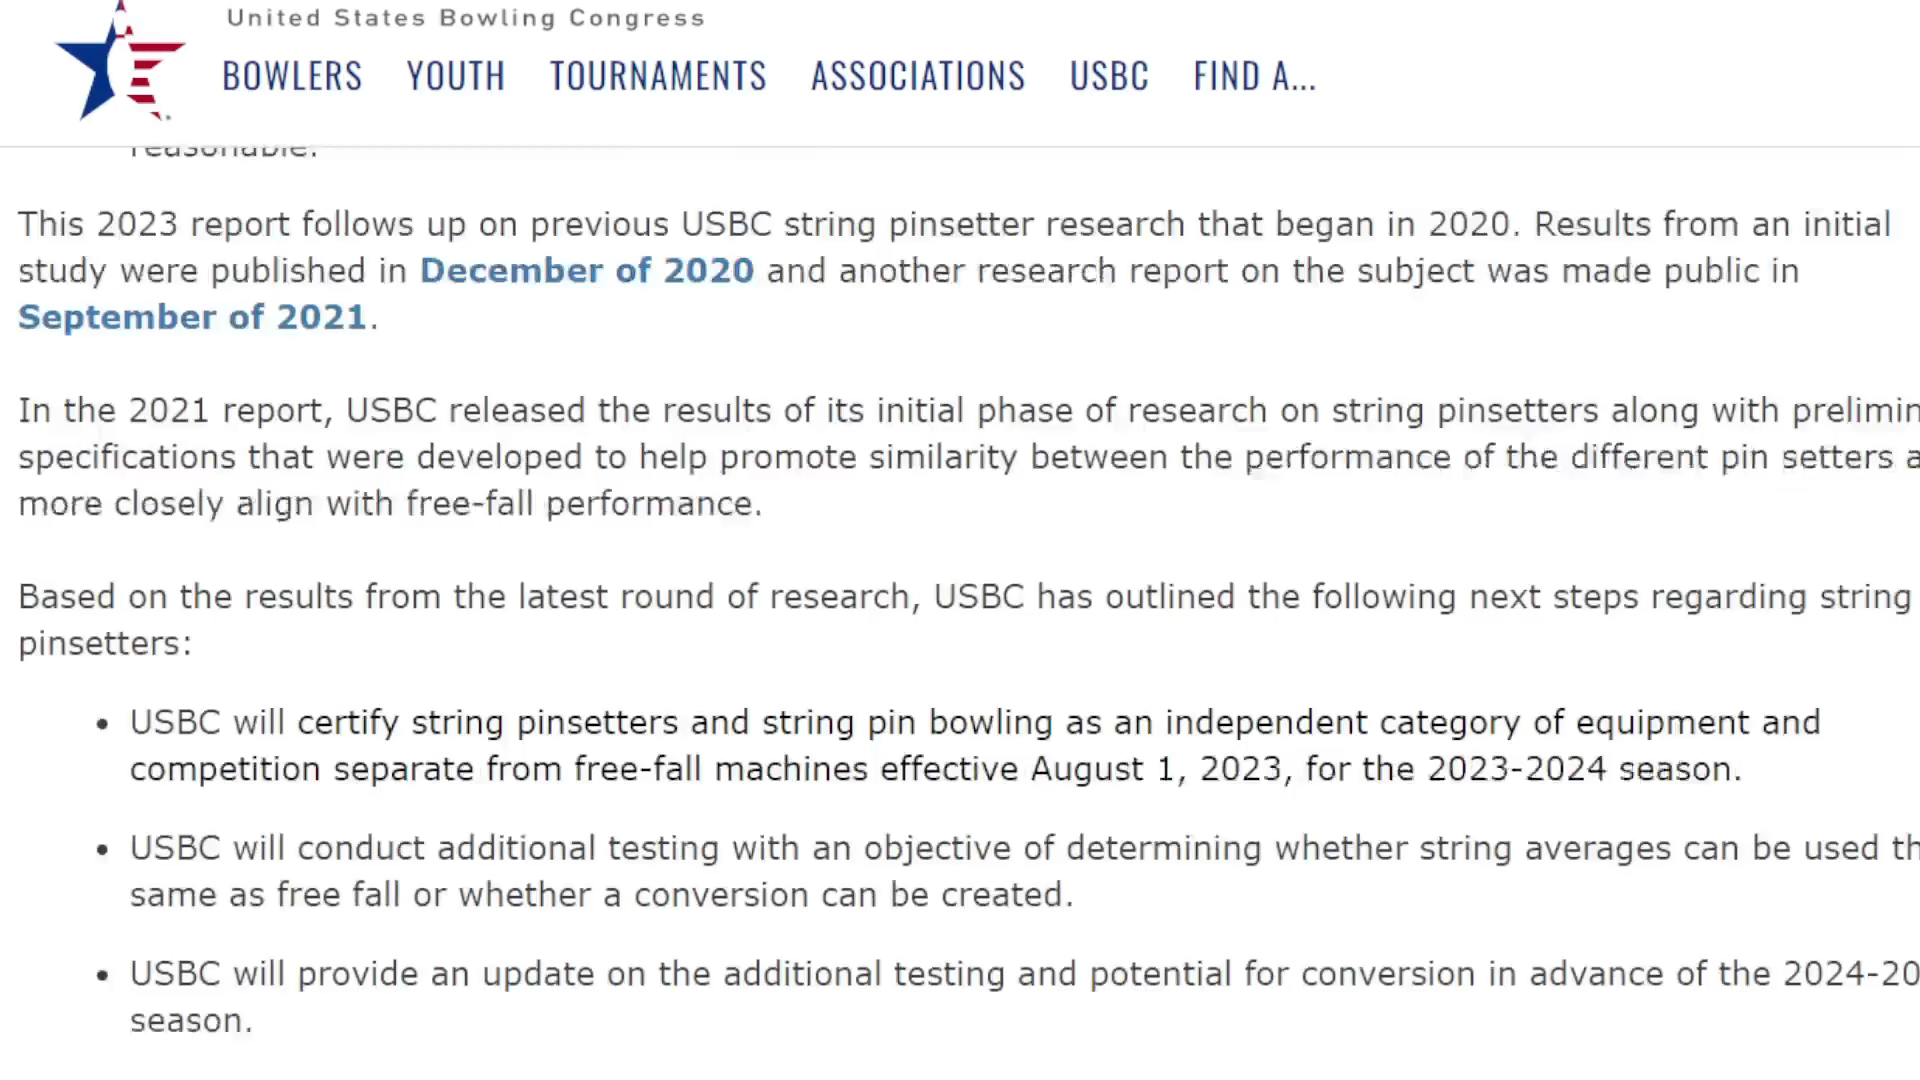 United States Bowling Congress
BOWLERS YOUTH TOURNAMENTS ASSOCIATIONS USBC FIND A...
reasonable.
This 2023 report follows up on previous USBC string pinsetter research that began in 2020. Results from an initial
study were published in December of 2020 and another research report on the subject was made public in
September of 2021.
In the 2021 report, USBC released the results of its initial phase of research on string pinsetters along with prelimin
specifications that were developed to help promote similarity between the performance of the different pin setters a
more closely align with free-fall performance.
Based on the results from the latest round of research, USBC has outlined the following next steps regarding string
pinsetters:
• USBC will certify string pinsetters and string pin bowling as an independent category of equipment and
competition separate from free-fall machines effective August 1, 2023, for the 2023-2024 season.
• USBC will conduct additional testing with an objective of determining whether string averages can be used th
same as free fall or whether a conversion can be created.
• USBC will provide an update on the additional testing and potential for conversion in advance of the 2024-20
season.